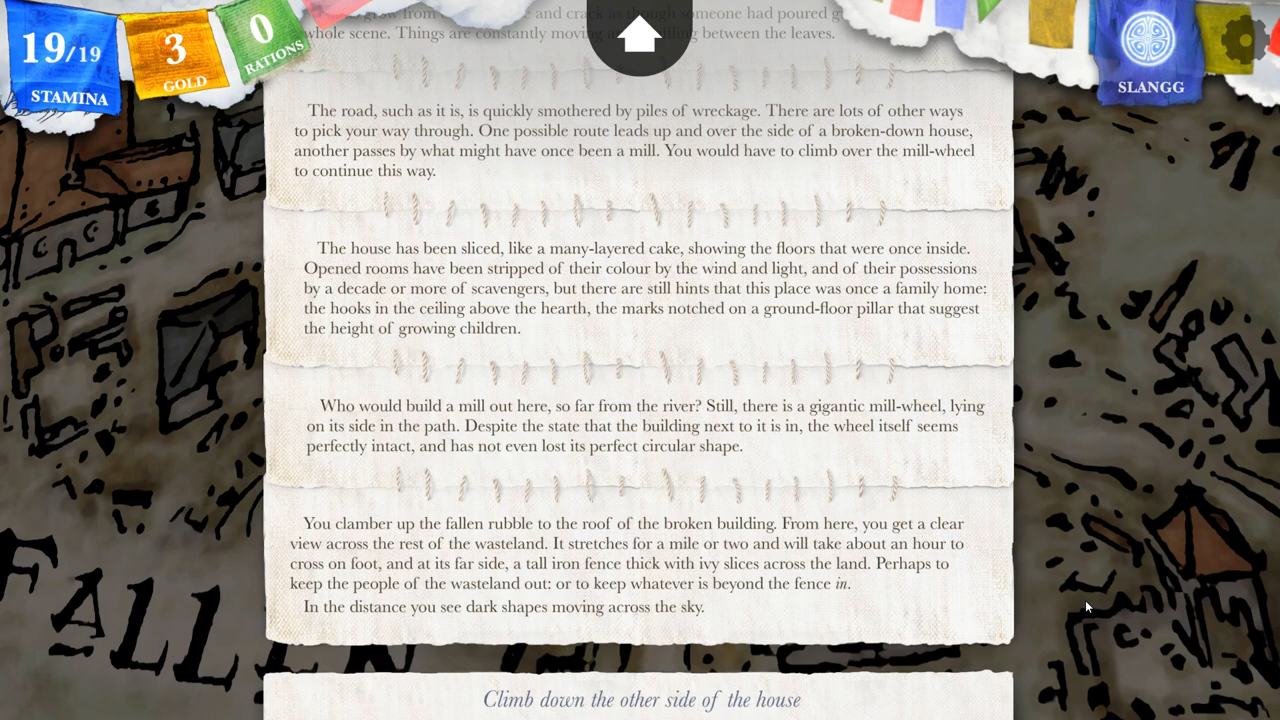 19/19
STAMINA
3
GOLD
0
RATIONS
SLANGG
grow from
and crack as though someone had poured
whole scene. Things are constantly moving
between the leaves.
The road, such as it is, is quickly smothered by piles of wreckage. There are lots of other ways
to pick your way through. One possible route leads up and over the side of a broken-down house,
another passes by what might have once been a mill. You would have to climb over the mill-wheel
to continue this way.
The house has been sliced, like a many-layered cake, showing the floors that were once inside.
Opened rooms have been stripped of their colour by the wind and light, and of their possessions
by a decade or more of scavengers, but there are still hints that this place was once a family home:
the hooks in the ceiling above the hearth, the marks notched on a ground-floor pillar that suggest
the height of growing children.
Who would build a mill out here, so far from the river? Still, there is a gigantic mill-wheel, lying
on its side in the path. Despite the state that the building next to it is in, the wheel itself seems
perfectly intact, and has not even lost its perfect circular shape.
You clamber up the fallen rubble to the roof of the broken building. From here, you get a clear
view across the rest of the wasteland. It stretches for a mile or two and will take about an hour to
cross on foot, and at its far side, a tall iron fence thick with ivy slices across the land. Perhaps to
keep the people of the wasteland out: or to keep whatever is beyond the fence in.
In the distance you see dark shapes moving across the sky.
Climb down the other side of the house